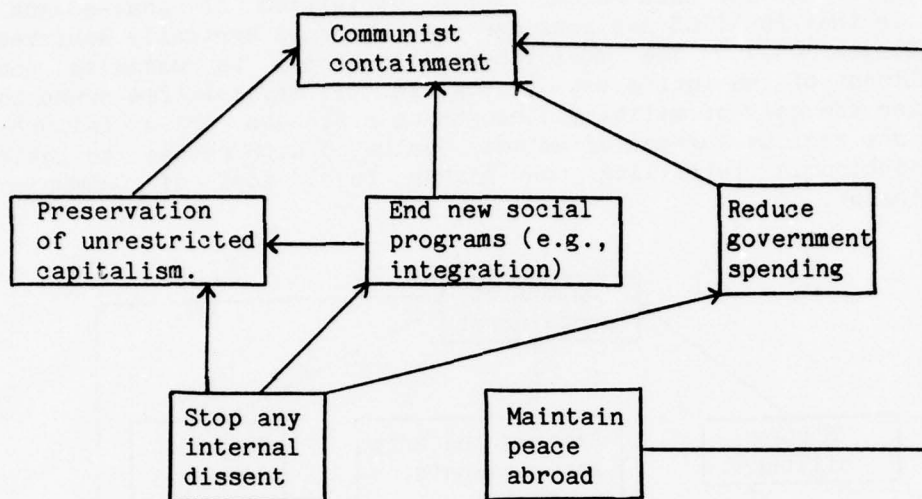 Communist
containment
Preservation
of unrestricted
capitalism.
End new social
programs (e.g.,
integration)
Reduce
government
spending
Stop any
internal
dissent
Maintain
peace
abroad